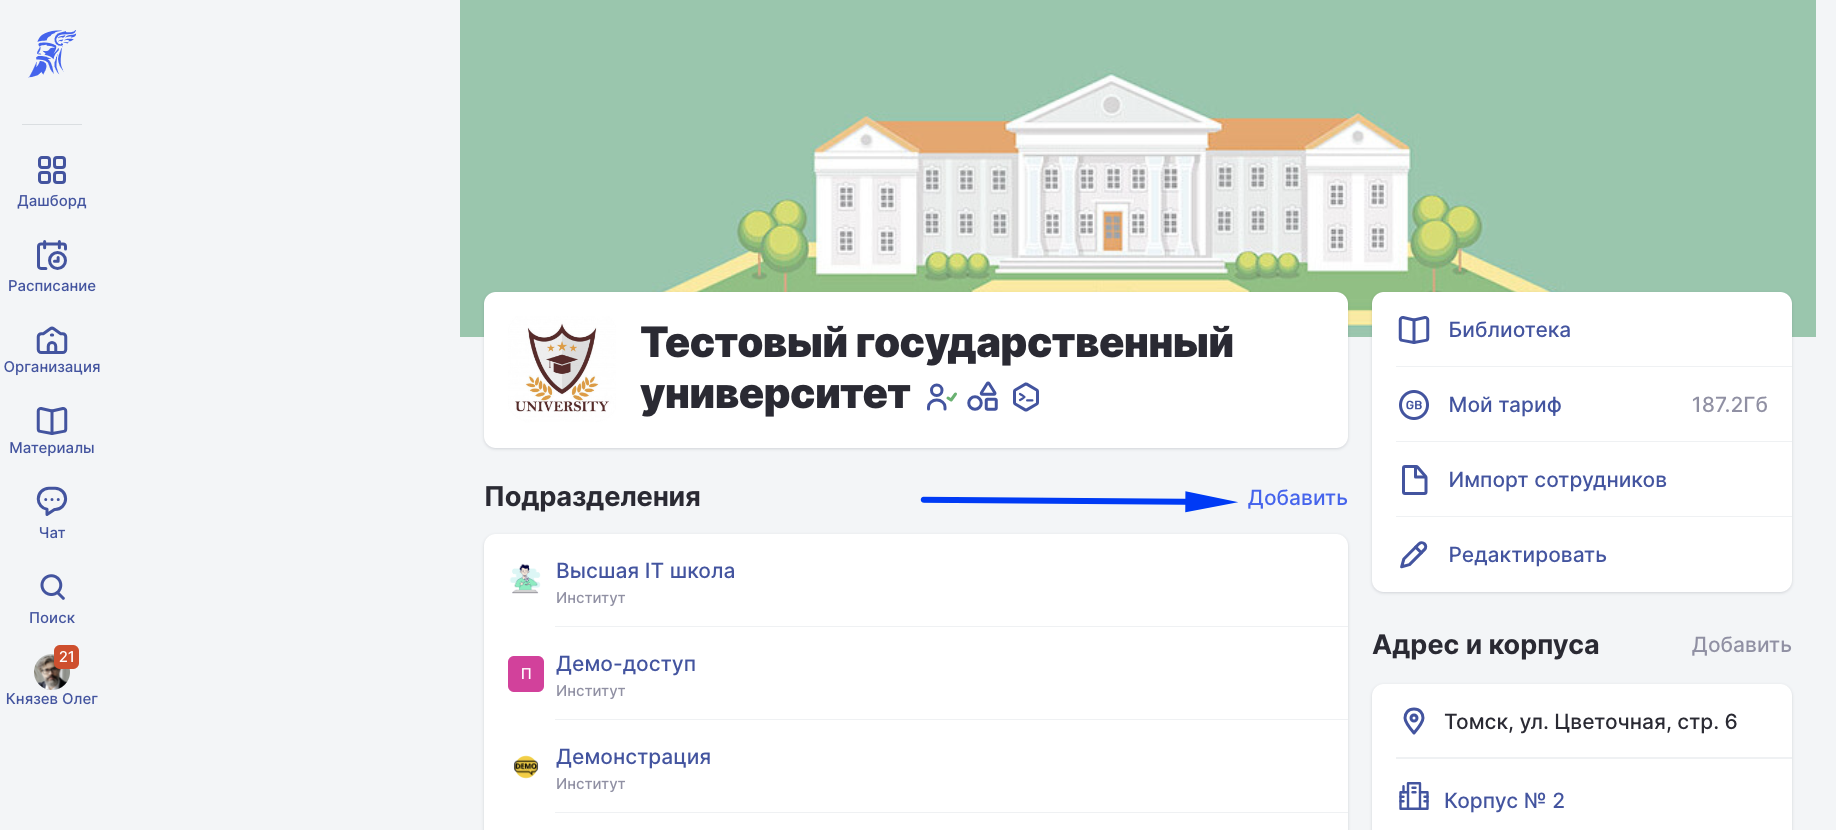 Дашборд
Расписание
Организация
Материалы
Чат
Поиск
21
Князев Олег
UNIVERSITY
Тестовый государственный
университет
Подразделения
Добавить
Высшая IT школа
Институт
П
Демо-доступ
Институт
DEMO
Демонстрация
Институт
Библиотека
GB
Мой тариф
187.2Гб
Импорт сотрудников
Редактировать
Адрес и корпуса
Добавить
Томск, ул. Цветочная, стр. 6
Корпус № 2